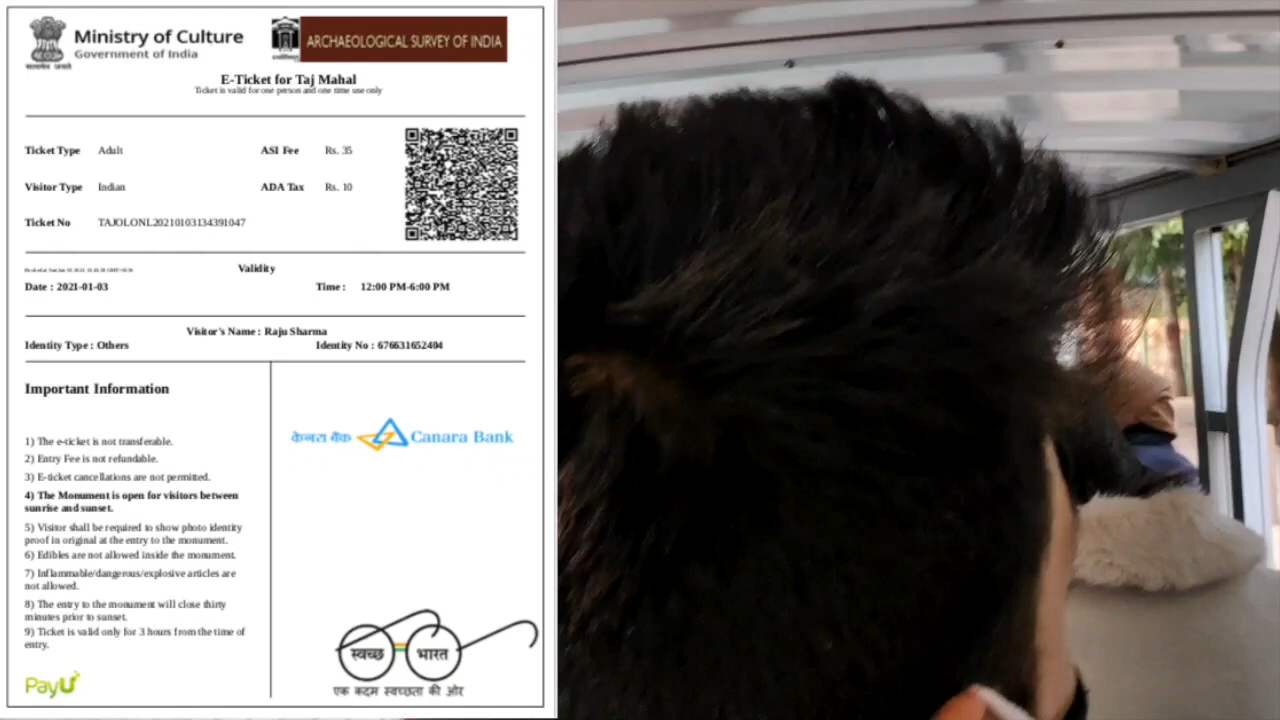 Ministry of Culture
Government of India
सत्यमेव जयते
ARCHAEOLOGICAL SURVEY OF INDIA
E-Ticket for Taj Mahal
Ticket is valid for one person and one time use only
Ticket Type Adult ASI Fee Rs. 35
Visitor Type Indian ADA Tax Rs. 10
Ticket No TAJOLONL20210103134391047
Validity
Date : 2021-01-03 Time : 12:00 PM-6:00 PM
Visitor's Name : Raju Sharma
Identity Type : Others Identity No : 676631652404
Important Information
1) The e-ticket is not transferable.
2) Entry Fee is not refundable.
3) E-ticket cancellations are not permitted.
4) The Monument is open for visitors between
sunrise and sunset.
5) Visitor shall be required to show photo identity
proof in original at the entry to the monument.
6) Edibles are not allowed inside the monument.
7) Inflammable/dangerous/explosive articles are
not allowed.
8) The entry to the monument will close thirty
minutes prior to sunset.
9) Ticket is valid only for 3 hours from the time of
entry.
PayU
केनरा बैंक Canara Bank
स्वच्छ भारत
एक कदम स्वच्छता की ओर